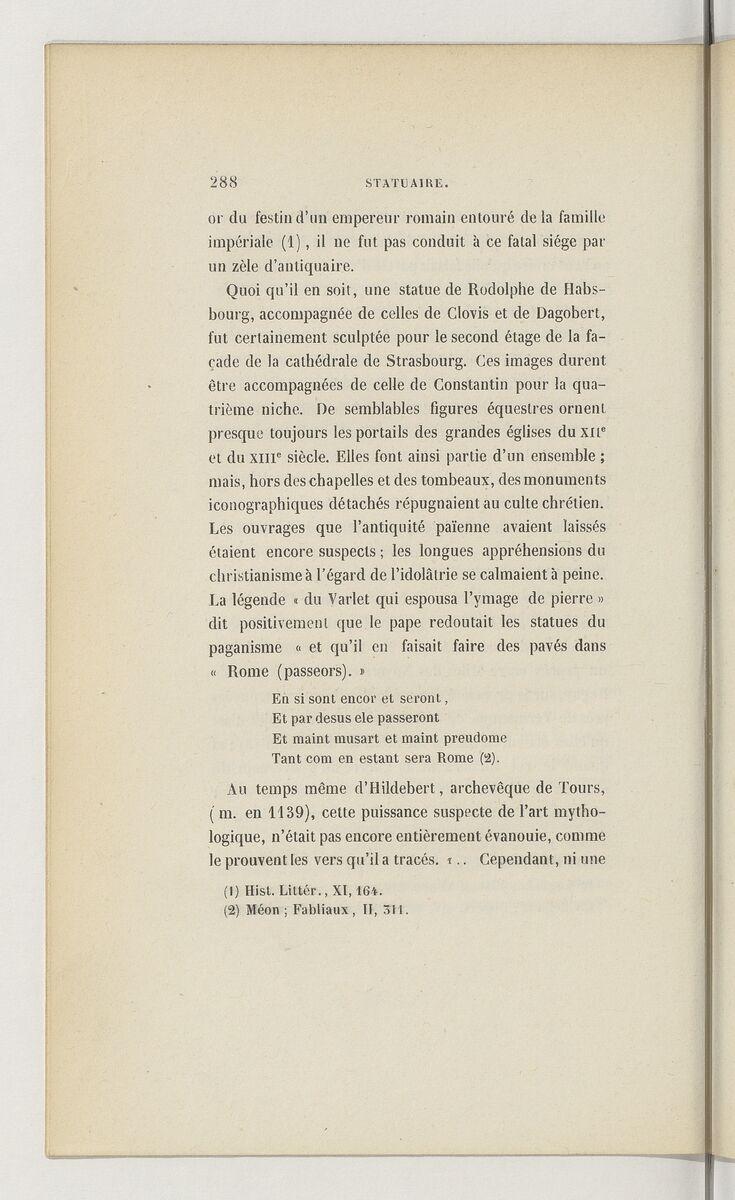 288 STATUAIRE.
or du festin d'un empereur romain entouré de la famille
impériale (1), il ne fut pas conduit à ce fatal siége par
un zèle d'antiquaire.
Quoi qu'il en soit, une statue de Rodolphe de Habs-
bourg, accompagnée de celles de Clovis et de Dagobert,
fut certainement sculptée pour le second étage de la fa-
çade de la cathédrale de Strasbourg. Ces images durent
être accompagnées de celle de Constantin pour la qua-
trième niche. De semblables figures équestres ornent
presque toujours les portails des grandes églises du XIIe
et du XIIIe siècle. Elles font ainsi partie d'un ensemble ;
mais, hors des chapelles et des tombeaux, des monuments
iconographiques détachés répugnaient au culte chrétien.
Les ouvrages que l'antiquité païenne avaient laissés
étaient encore suspects ; les longues appréhensions du
christianisme à l'égard de l'idolâtrie se calmaient à peine.
La légende « du Varlet qui espousa l'ymage de pierre »
dit positivement que le pape redoutait les statues du
paganisme « et qu'il en faisait faire des pavés dans
« Rome (passeors). »
En si sont encor et seront,
Et par desus ele passeront
Et maint musart et maint preudome
Tant com en estant sera Rome (2).
Au temps même d'Hildebert, archevêque de Tours,
(m. en 1139), cette puissance suspecte de l'art mytho-
logique, n'était pas encore entièrement évanouie, comme
le prouvent les vers qu'il a tracés. « .. Cependant, ni une
(1) Hist. Littér., XI, 164.
(2) Méon ; Fabliaux, II, 311.